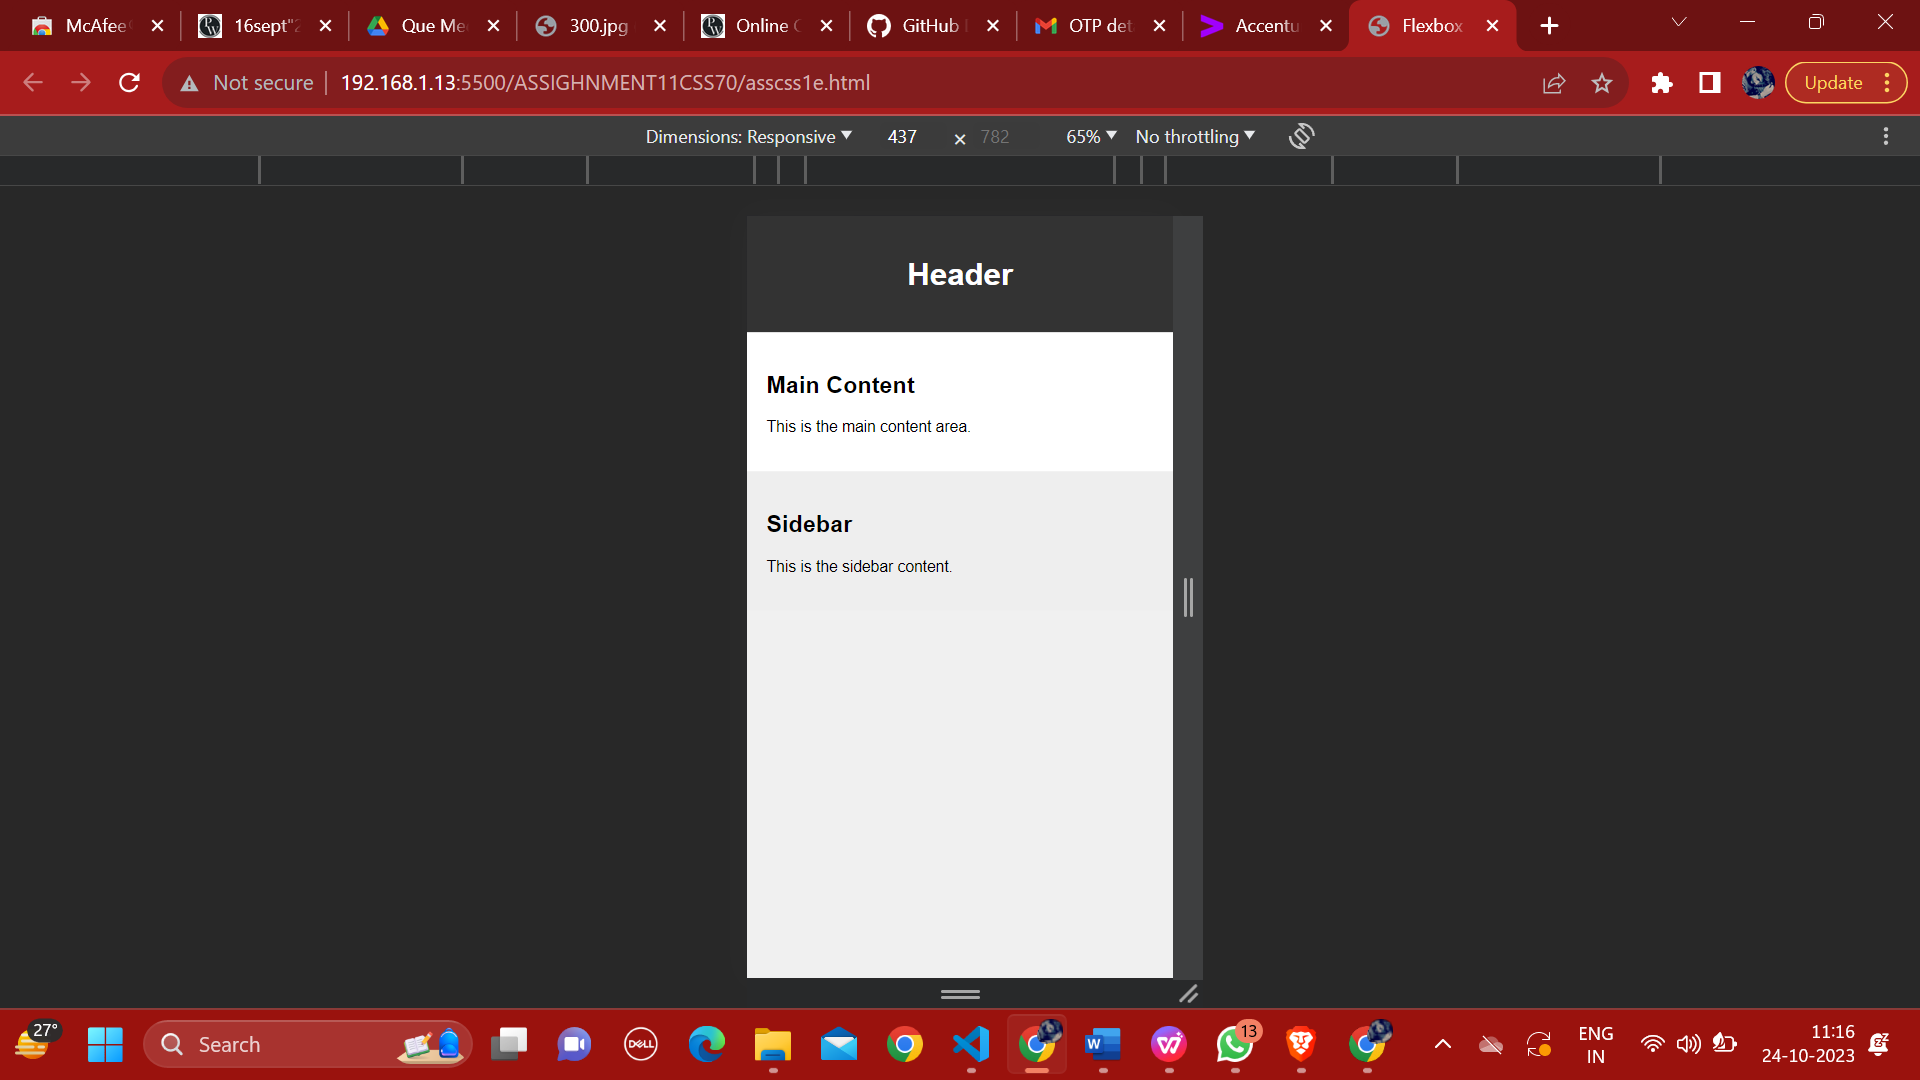 McAfee
16sept"2
Que Me
300.jpg
Online C
GitHub
OTP det
Accentu
Flexbox
Not secure
192.168.1.13:5500/ASSIGHNMENT11CSS70/asscss1e.html
Update
Dimensions: Responsive
437
×
782
65%
No throttling
Header
Main Content
This is the main content area.
Sidebar
This is the sidebar content.
27°
Search
DELL
W
13
ENG
IN
11:16
24-10-2023